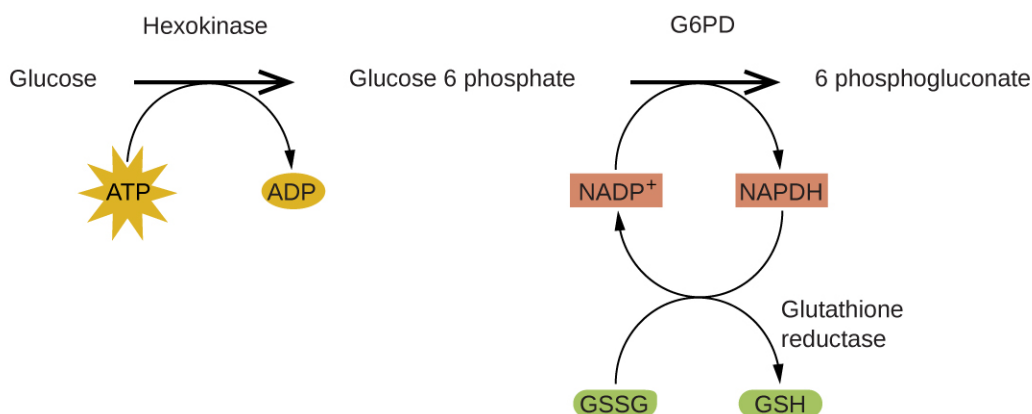 Hexokinase
G6PD
Glucose
Glucose 6 phosphate
6 phosphogluconate
ATP
ADP
NADP+
NAPDH
Glutathione
reductase
GSSG
GSH